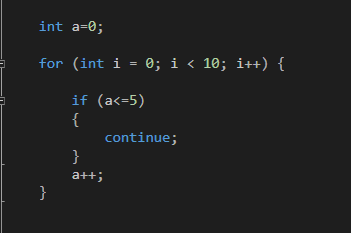 int a=0;
for (int i = 0; i < 10; i++) {
if (a<=5)
{
continue;
}
a++;
}